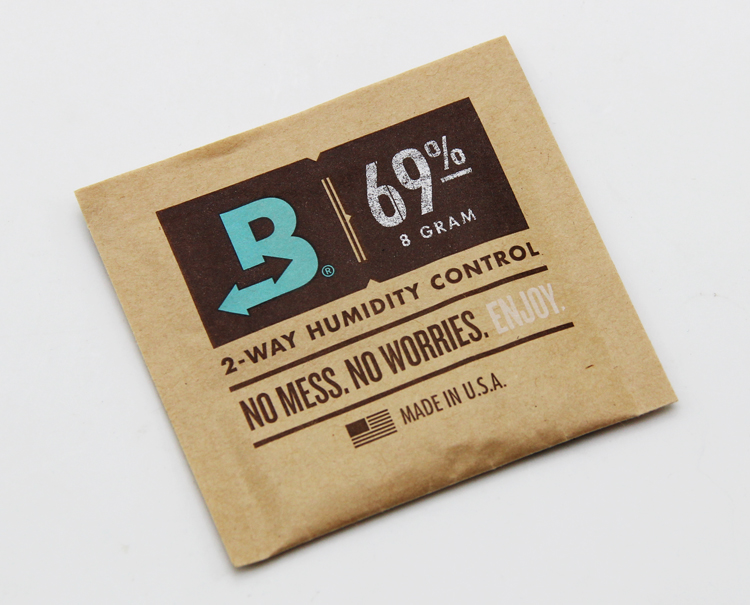 B®
69%
8 GRAM
2-WAY HUMIDITY CONTROL
NO MESS. NO WORRIES. ENJOY.
MADE IN U.S.A.